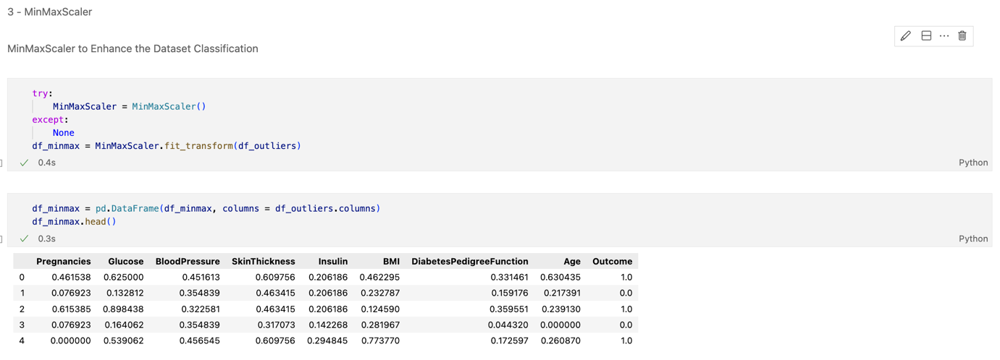 3 - MinMaxScaler
MinMaxScaler to Enhance the Dataset Classification
try:
    MinMaxScaler = MinMaxScaler()
except:
    None
df_minmax = MinMaxScaler.fit_transform(df_outliers)
0.4s
Python
df_minmax = pd.DataFrame(df_minmax, columns = df_outliers.columns)
df_minmax.head()
0.3s
Python
Pregnancies Glucose BloodPressure SkinThickness Insulin BMI DiabetesPedigreeFunction Age Outcome
0 0.461538 0.625000 0.451613 0.609756 0.206186 0.462295 0.331461 0.630435 1.0
1 0.076923 0.132812 0.354839 0.463415 0.206186 0.232787 0.159176 0.217391 0.0
2 0.615385 0.898438 0.322581 0.463415 0.206186 0.124590 0.359551 0.239130 1.0
3 0.076923 0.164062 0.354839 0.317073 0.142268 0.281967 0.044320 0.000000 0.0
4 0.000000 0.539062 0.456545 0.609756 0.294845 0.773770 0.172597 0.260870 1.0